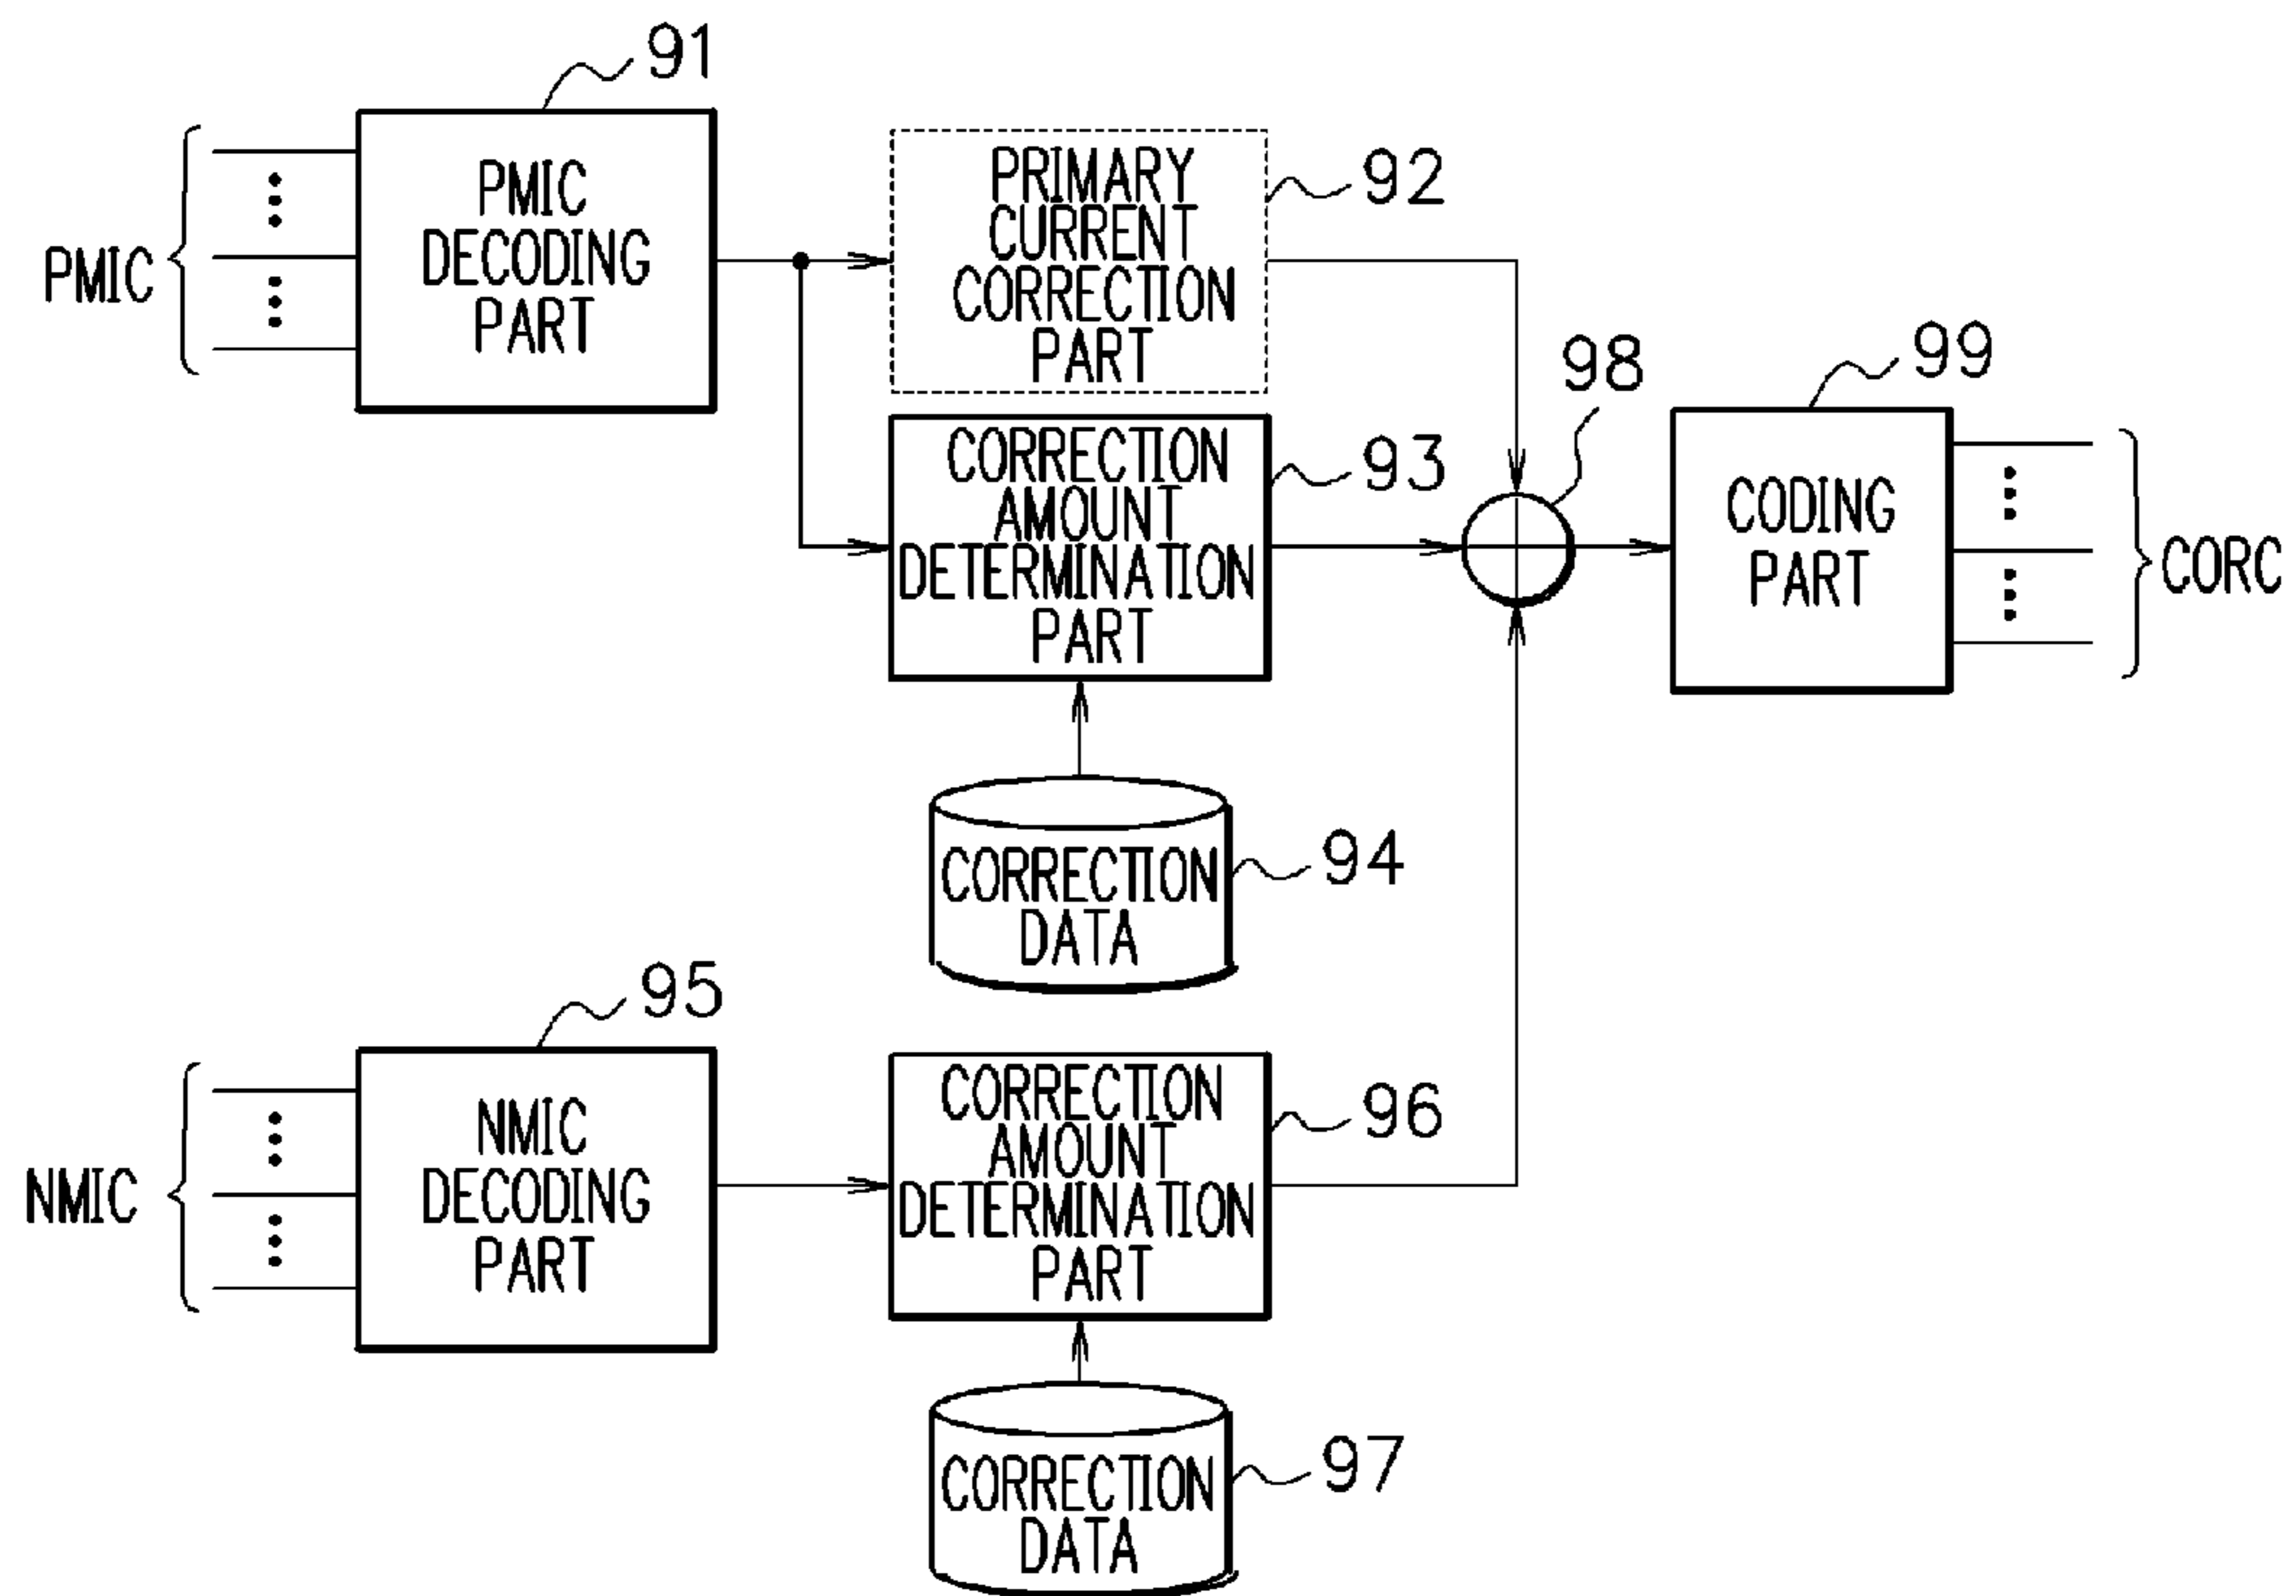 91
PMIC
PMIC
DECODING
PART
PRIMARY
CURRENT
CORRECTION
PART
92
CORRECTION
AMOUNT
DETERMINATION
PART
93
98
99
CODING
PART
CORC
CORRECTION
DATA
94
95
NMIC
NMIC
DECODING
PART
CORRECTION
AMOUNT
DETERMINATION
PART
96
CORRECTION
DATA
97